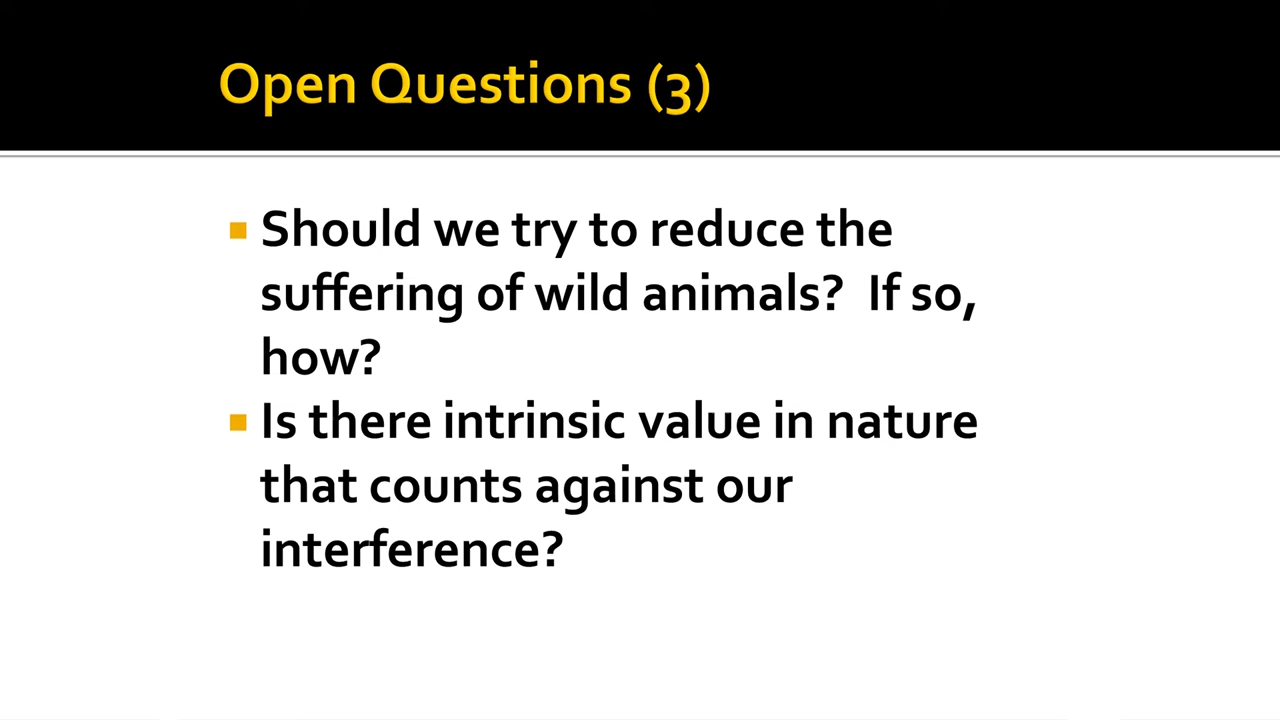 Open Questions (3)
Should we try to reduce the
suffering of wild animals?  If so,
how?
Is there intrinsic value in nature
that counts against our
interference?